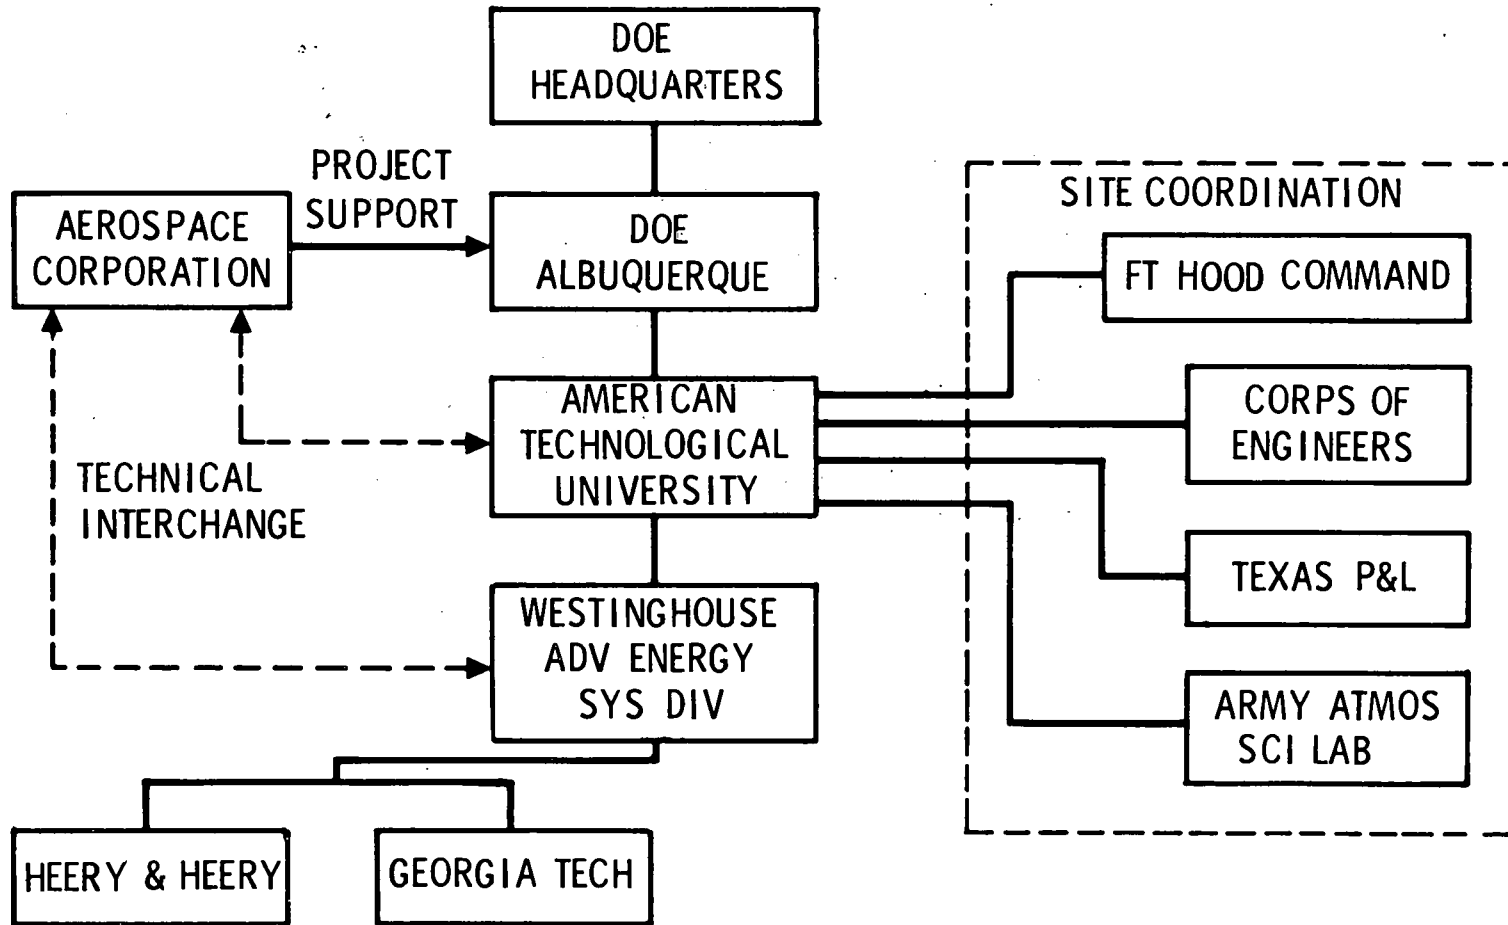 DOE
HEADQUARTERS
PROJECT
SUPPORT
AEROSPACE
CORPORATION
DOE
ALBUQUERQUE
SITE COORDINATION
FT HOOD COMMAND
AMERICAN
TECHNOLOGICAL
UNIVERSITY
CORPS OF
ENGINEERS
TECHNICAL
INTERCHANGE
TEXAS P&L
WESTINGHOUSE
ADV ENERGY
SYS DIV
ARMY ATMOS
SCI LAB
HEERY & HEERY
GEORGIA TECH